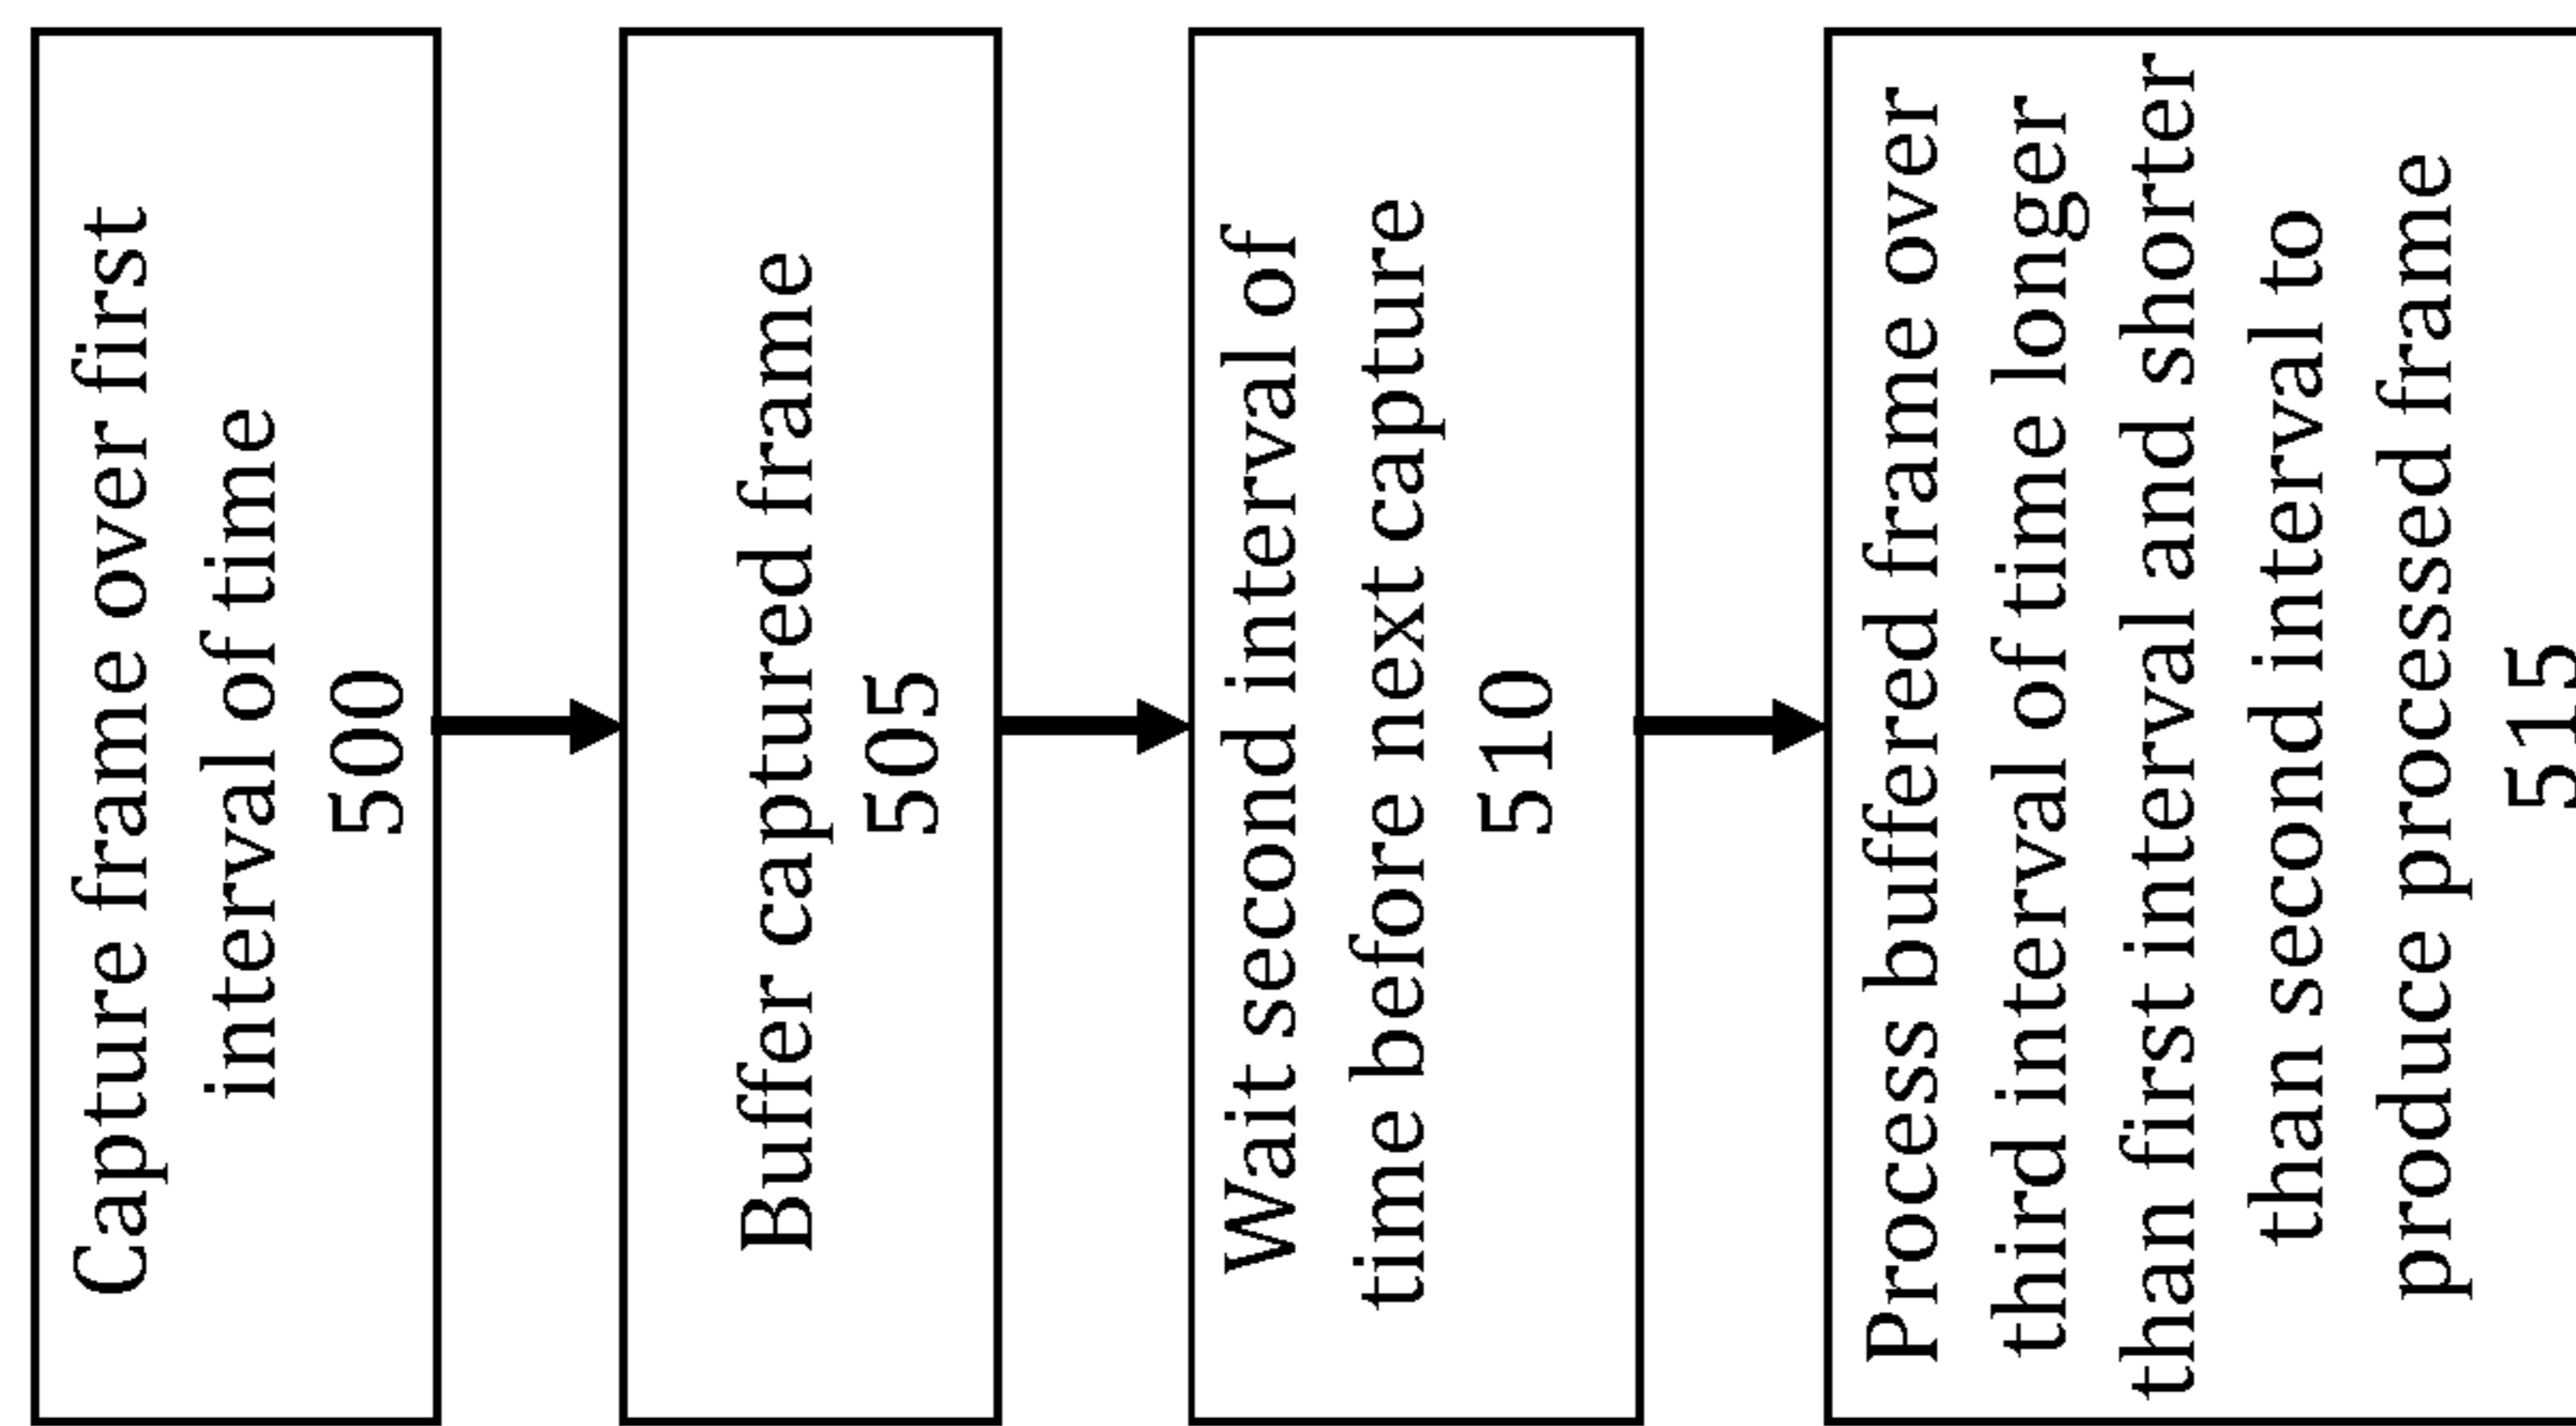 Capture frame over first
interval of time
500
Buffer captured frame
505
Wait second interval of
time before next capture
510
Process buffered frame over
third interval of time longer
than first interval and shorter
than second interval to
produce processed frame
515